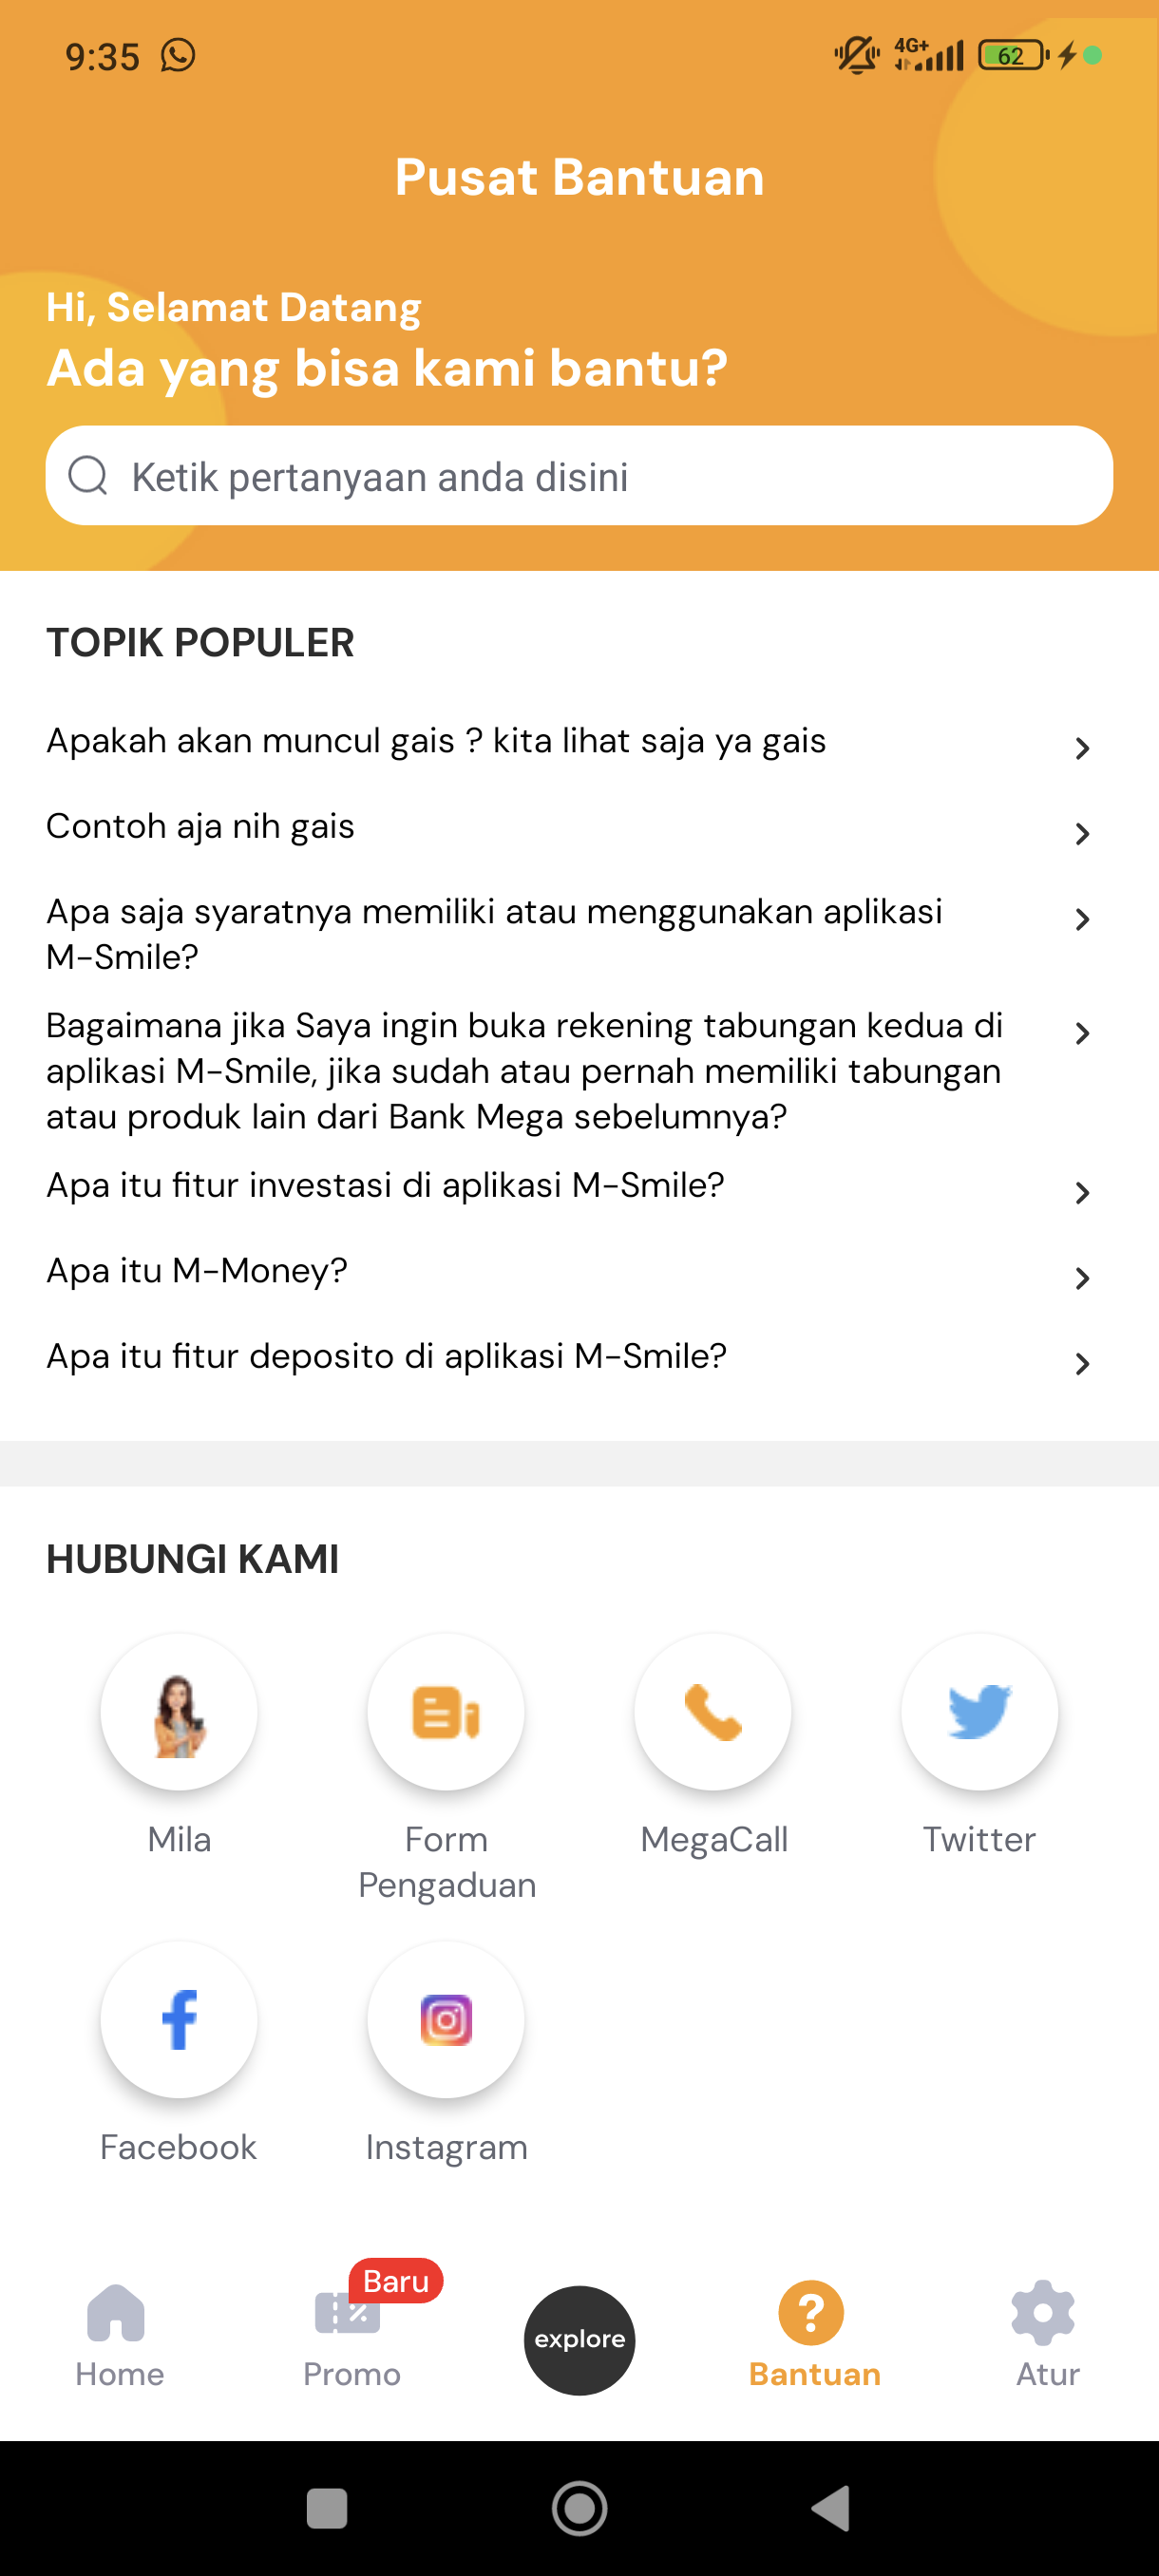 9:35
4G+
62
Pusat Bantuan
Hi, Selamat Datang
Ada yang bisa kami bantu?
Ketik pertanyaan anda disini
TOPIK POPULER
Apakah akan muncul gais ? kita lihat saja ya gais
Contoh aja nih gais
Apa saja syaratnya memiliki atau menggunakan aplikasi
M-Smile?
Bagaimana jika Saya ingin buka rekening tabungan kedua di
aplikasi M-Smile, jika sudah atau pernah memiliki tabungan
atau produk lain dari Bank Mega sebelumnya?
Apa itu fitur investasi di aplikasi M-Smile?
Apa itu M-Money?
Apa itu fitur deposito di aplikasi M-Smile?
HUBUNGI KAMI
Mila
Form
Pengaduan
MegaCall
Twitter
Facebook
Instagram
Baru
Home
Promo
explore
Bantuan
Atur